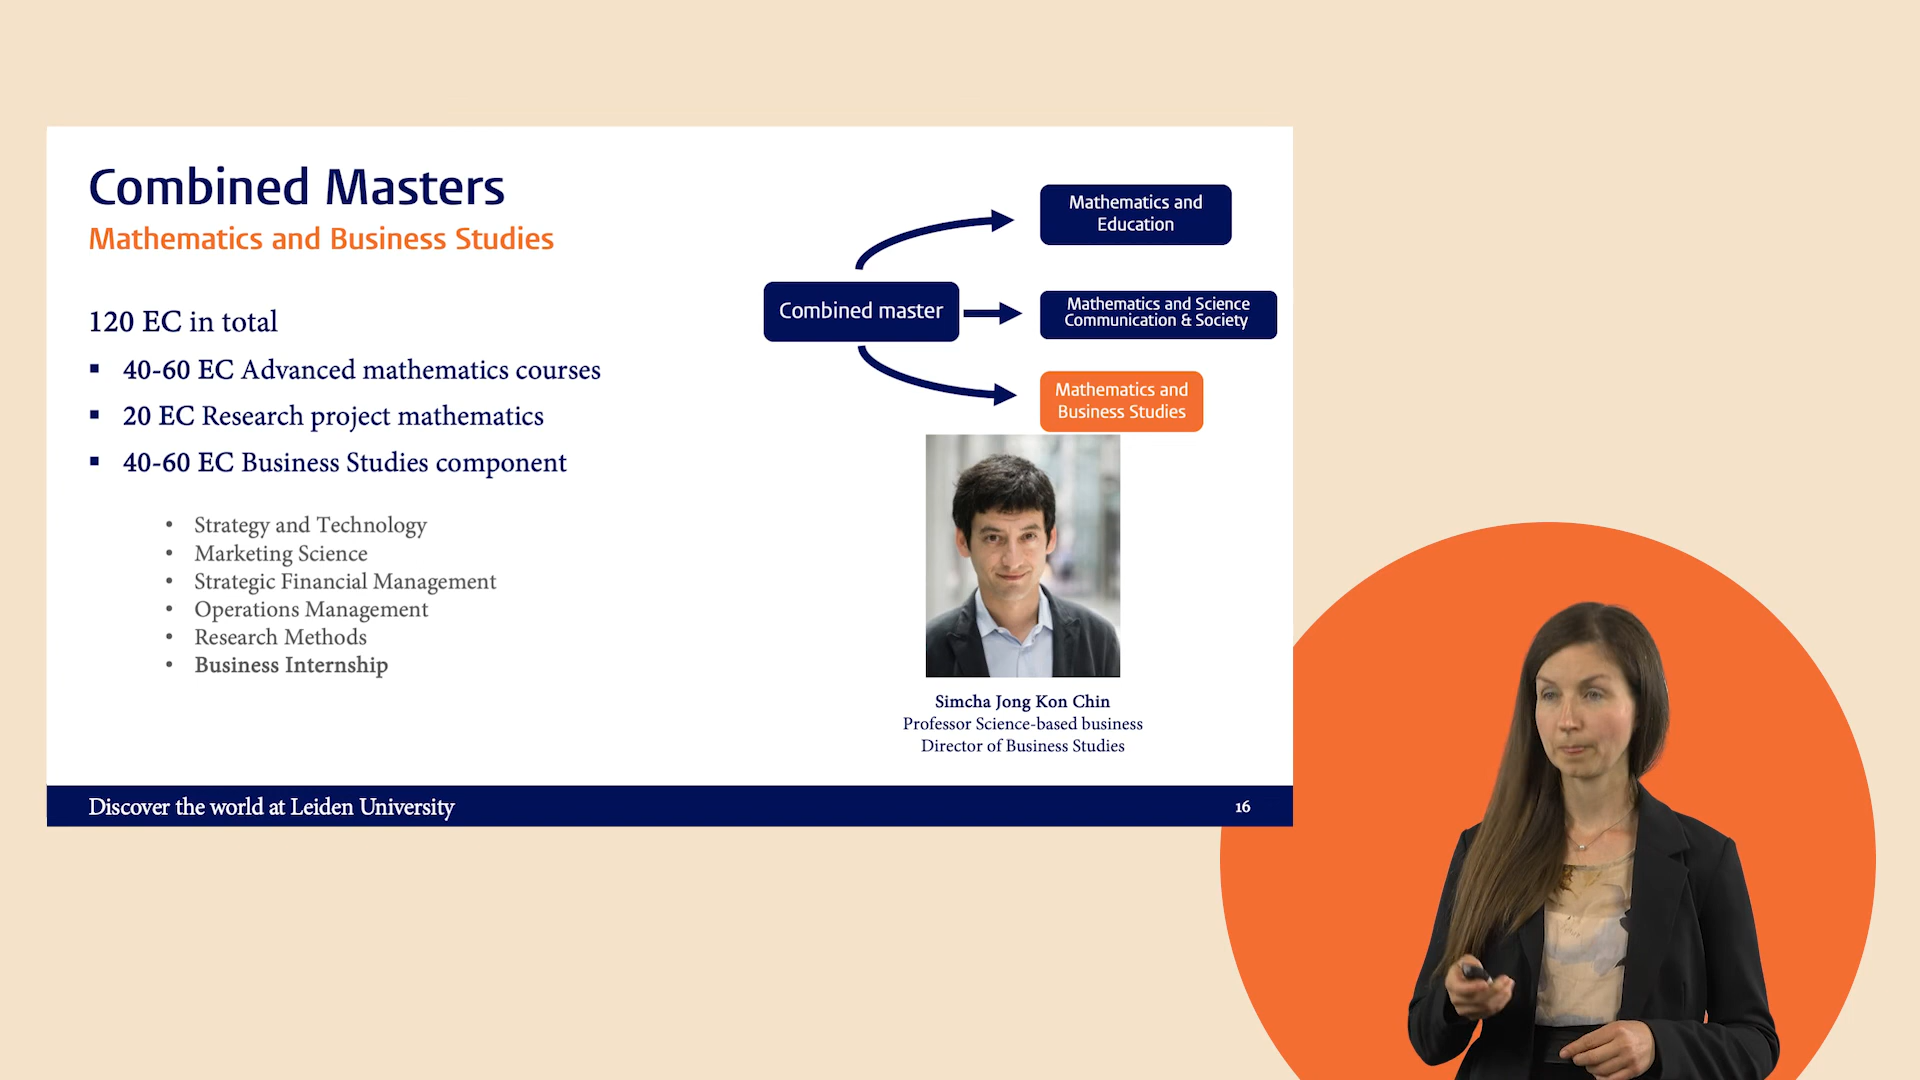 Combined Masters
Mathematics and Business Studies
120 EC in total
▪ 40-60 EC Advanced mathematics courses
▪ 20 EC Research project mathematics
▪ 40-60 EC Business Studies component
• Strategy and Technology
• Marketing Science
• Strategic Financial Management
• Operations Management
• Research Methods
• Business Internship
Combined master
Mathematics and
Education
Mathematics and Science
Communication & Society
Mathematics and
Business Studies
Simcha Jong Kon Chin
Professor Science-based business
Director of Business Studies
Discover the world at Leiden University
16